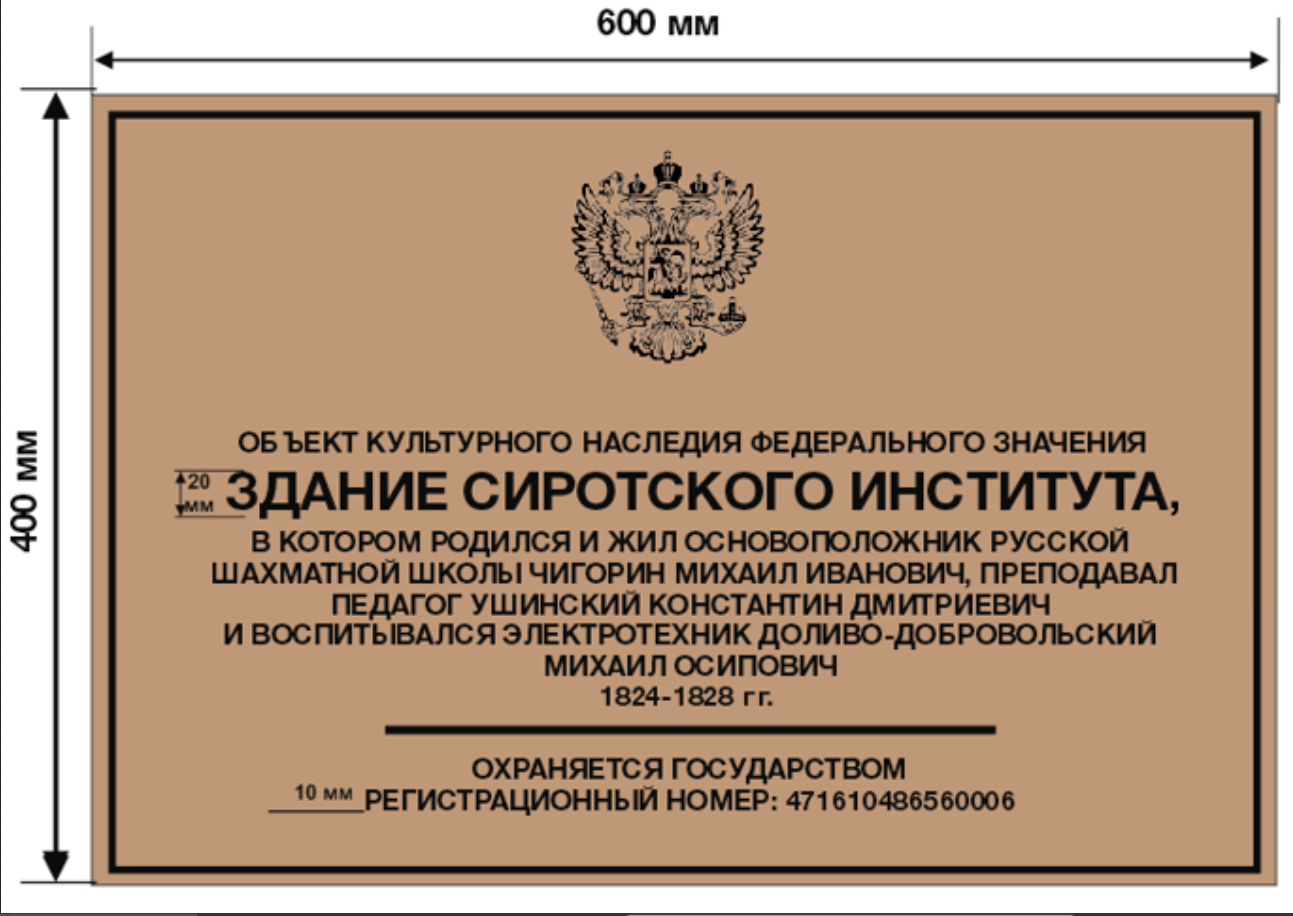 600 мм
400 мм
ОБЪЕКТ КУЛЬТУРНОГО НАСЛЕДИЯ ФЕДЕРАЛЬНОГО ЗНАЧЕНИЯ
20
мм
ЗДАНИЕ СИРОТСКОГО ИНСТИТУТА,
В КОТОРОМ РОДИЛСЯ И ЖИЛ ОСНОВОПОЛОЖНИК РУССКОЙ
ШАХМАТНОЙ ШКОЛЫ ЧИГОРИН МИХАИЛ ИВАНОВИЧ, ПРЕПОДАВАЛ
ПЕДАГОГ УШИНСКИЙ КОНСТАНТИН ДМИТРИЕВИЧ
И ВОСПИТЫВАЛСЯ ЭЛЕКТРОТЕХНИК ДОЛИВО-ДОБРОВОЛЬСКИЙ
МИХАИЛ ОСИПОВИЧ
1824-1828 гг.
ОХРАНЯЕТСЯ ГОСУДАРСТВОМ
10 мм
РЕГИСТРАЦИОННЫЙ НОМЕР: 471610486560006